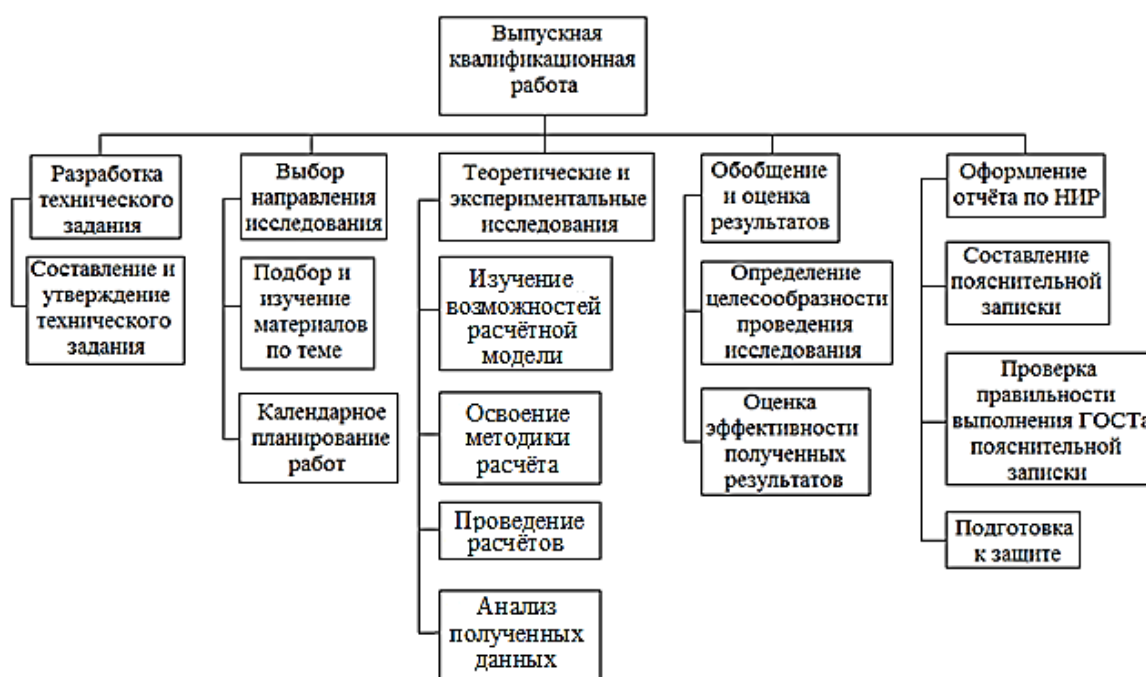 Выпускная
квалификационная
работа
Разработка
технического
задания
Составление и
утверждение
технического
задания
Выбор
направления
исследования
Подбор и
изучение
материалов
по теме
Календарное
планирование
работ
Теоретические и
экспериментальные
исследования
Изучение
возможностей
расчётной
модели
Освоение
методики
расчёта
Проведение
расчётов
Анализ
полученных
данных
Обобщение
и оценка
результатов
Определение
целесообразности
проведения
исследования
Оценка
эффективности
полученных
результатов
Оформление
отчёта по НИР
Составление
пояснительной
записки
Проверка
правильности
выполнения ГОСТа
пояснительной
записки
Подготовка
к защите